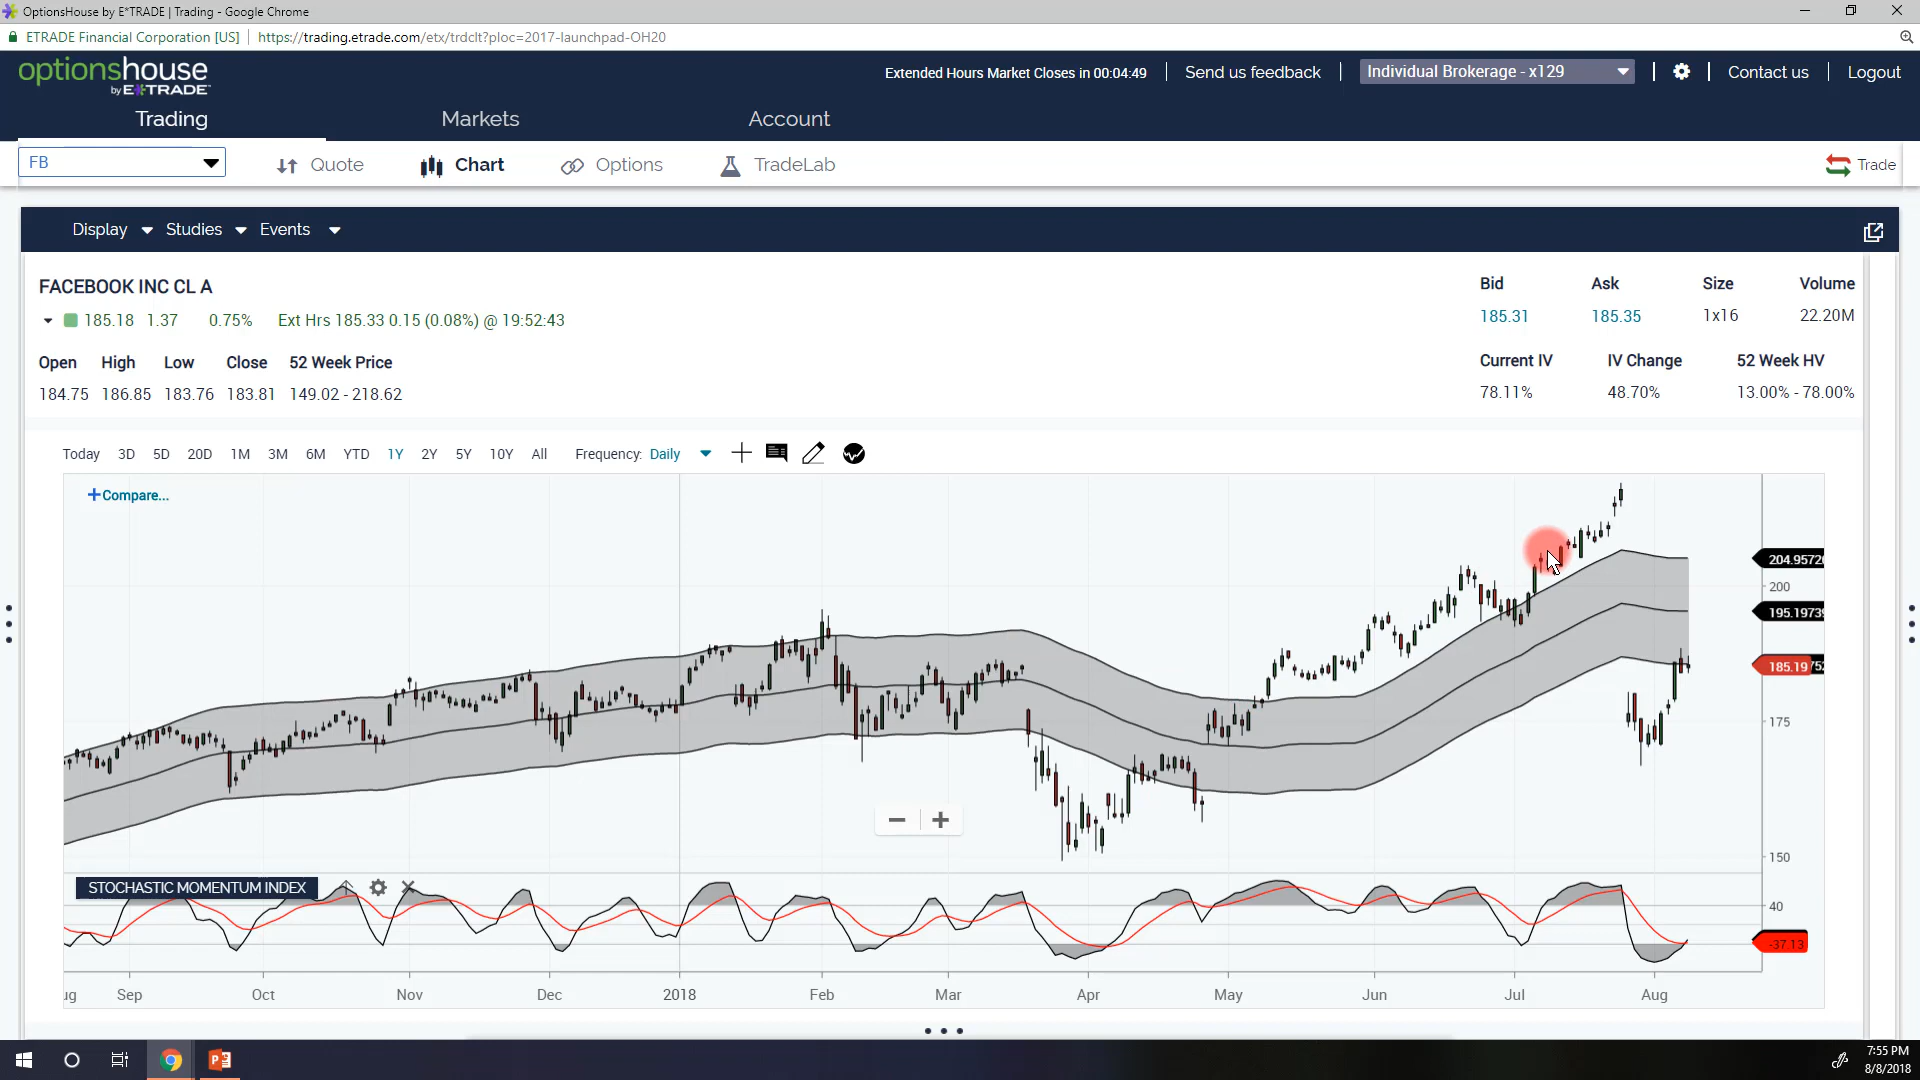 OptionsHouse by E*TRADE | Trading - Google Chrome
ETRADE Financial Corporation [US] https://trading.etrade.com/etx/trdclt?ploc=2017-launchpad-OH20
optionshouse
by E*TRADE
Extended Hours Market Closes in 00:04:49 Send us feedback Individual Brokerage - x129 Contact us Logout
Trading Markets Account
FB Quote Chart Options TradeLab Trade
Display Studies Events
FACEBOOK INC CL A
Bid Ask Size Volume
185.18 1.37 0.75% Ext Hrs 185.33 0.15 (0.08%) @ 19:52:43
185.31 185.35 1x16 22.20M
Open High Low Close 52 Week Price
Current IV IV Change 52 Week HV
184.75 186.85 183.76 183.81 149.02 - 218.62
78.11% 48.70% 13.00% - 78.00%
Today 3D 5D 20D 1M 3M 6M YTD 1Y 2Y 5Y 10Y All Frequency: Daily
+Compare...
200
195.1973
185.19
175
150
STOCHASTIC MOMENTUM INDEX
40
-37.13
Sep Oct Nov Dec 2018 Feb Mar Apr May Jun Jul Aug
7:55 PM
8/8/2018